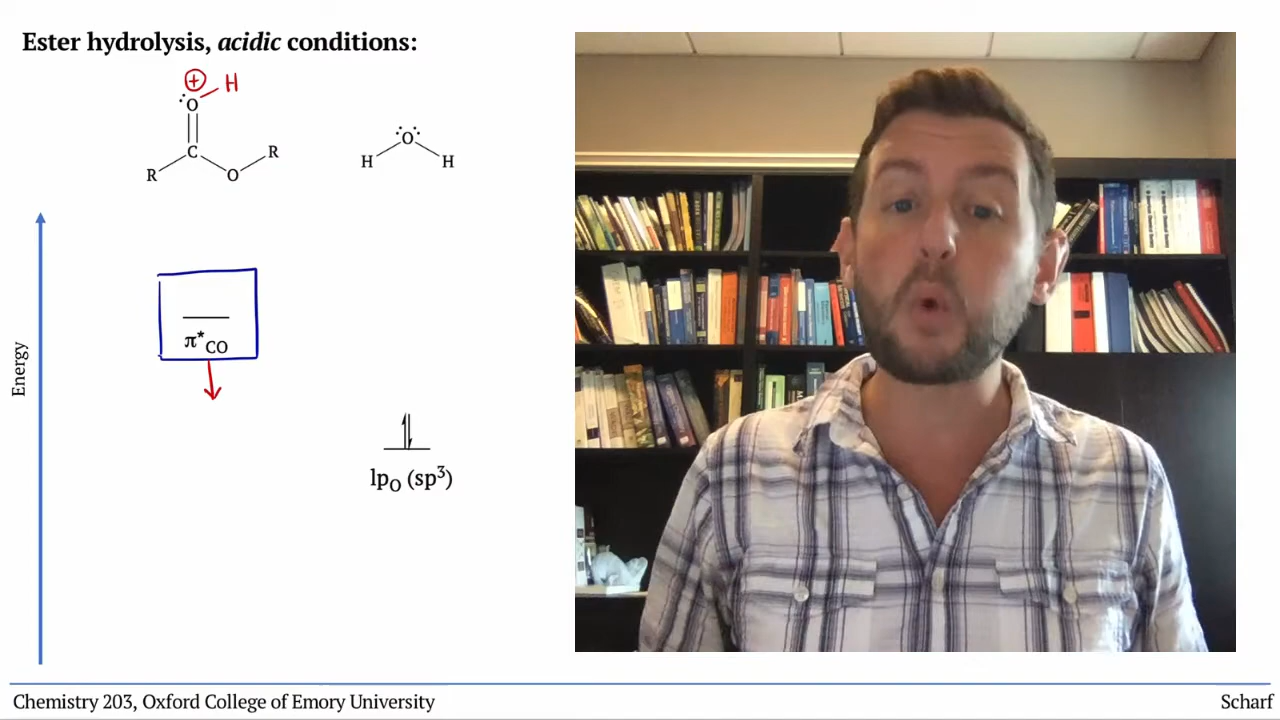 Ester hydrolysis, acidic conditions:
⊕ H
:O
C
R O R
:O:
H H
Energy
π*CO
lpO (sp³)
Chemistry 203, Oxford College of Emory University
Scharf